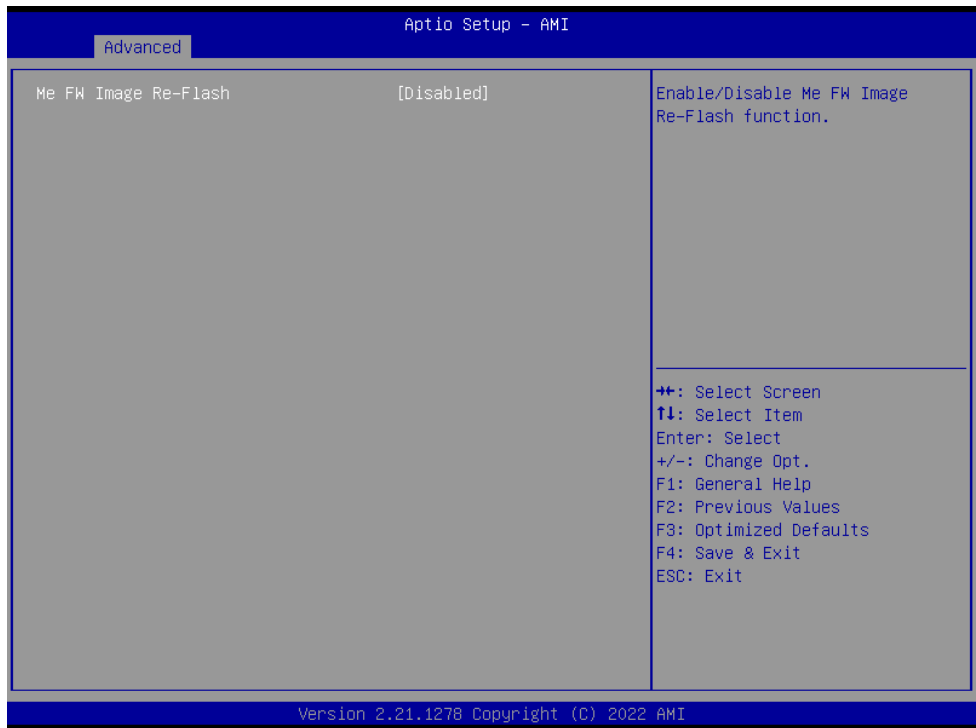 Aptio Setup – AMI
Advanced
Me FW Image Re-Flash [Disabled]
Enable/Disable Me FW Image
Re-Flash function.
→←: Select Screen
↑↓: Select Item
Enter: Select
+/-: Change Opt.
F1: General Help
F2: Previous Values
F3: Optimized Defaults
F4: Save & Exit
ESC: Exit
Version 2.21.1278 Copyright (C) 2022 AMI